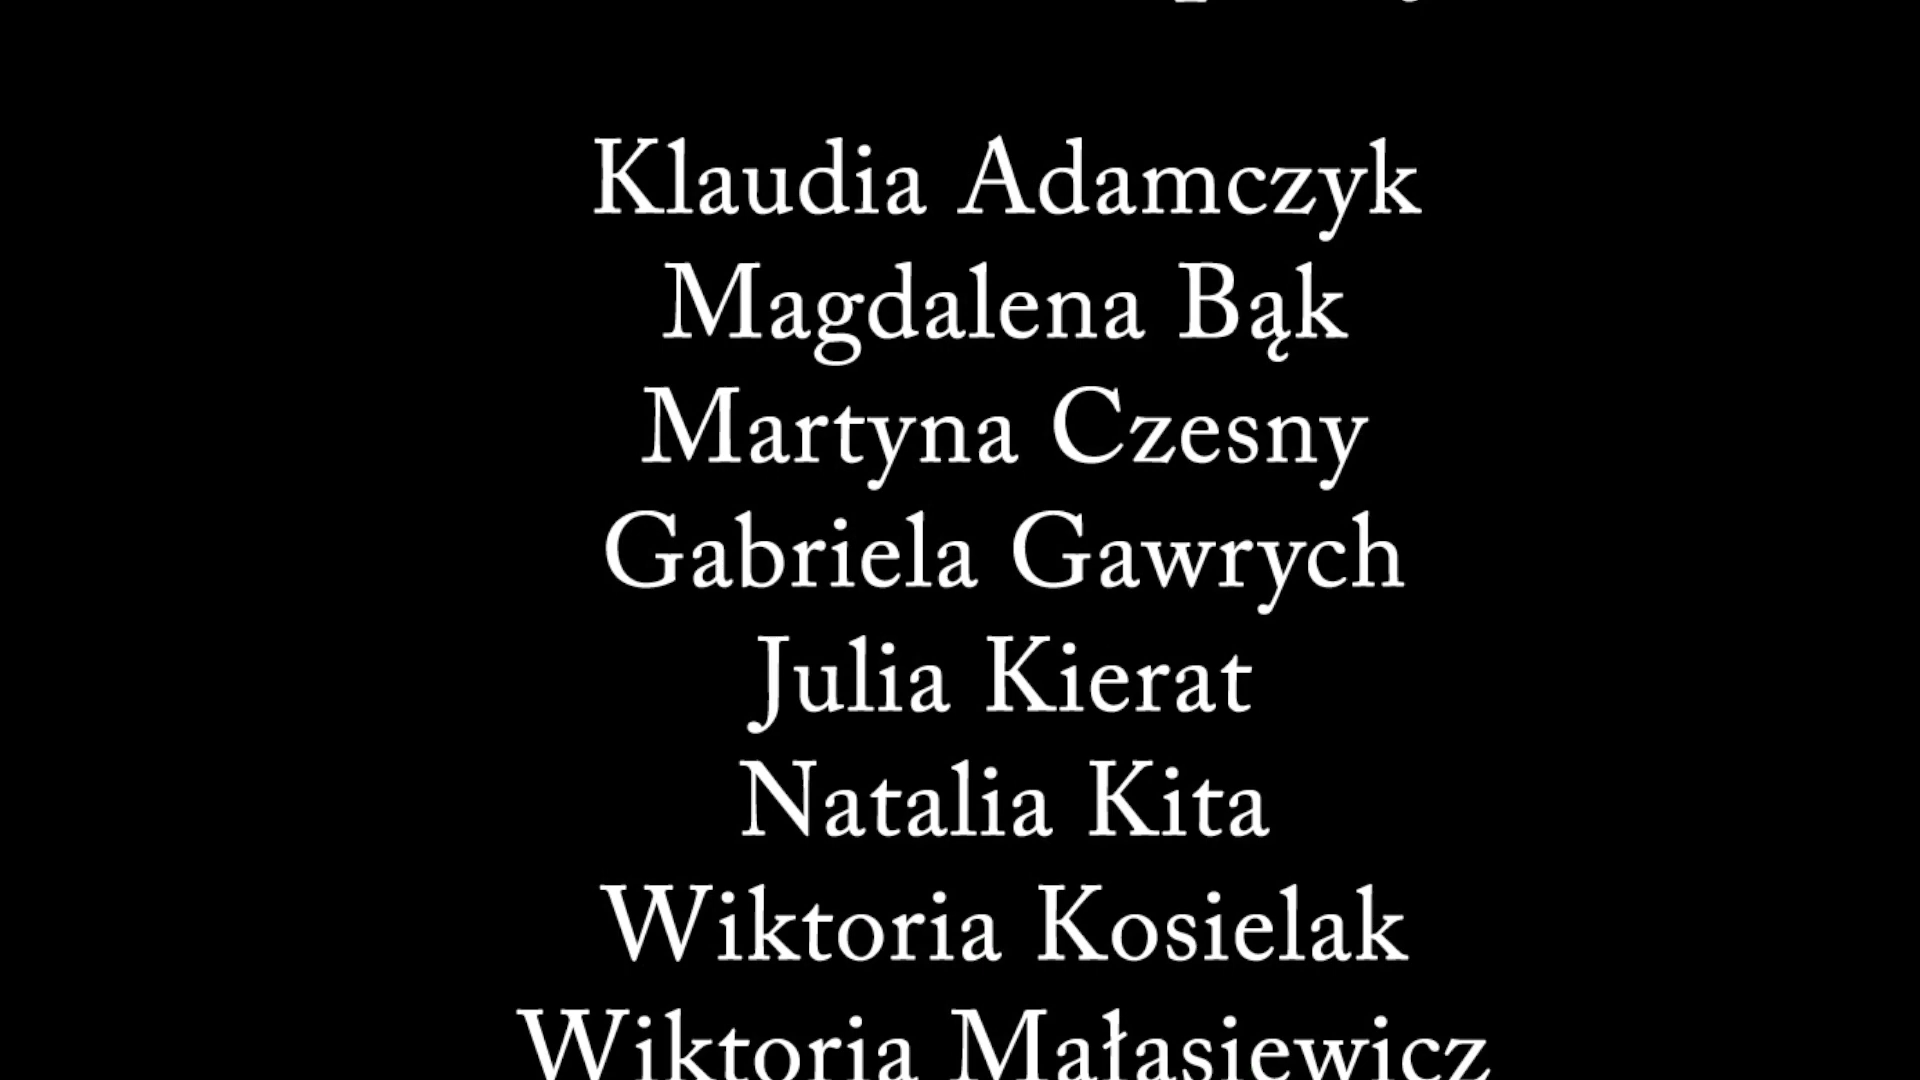 Klaudia Adamczyk
Magdalena Bąk
Martyna Czesny
Gabriela Gawrych
Julia Kierat
Natalia Kita
Wiktoria Kosielak
Wiktoria Małasiewicz